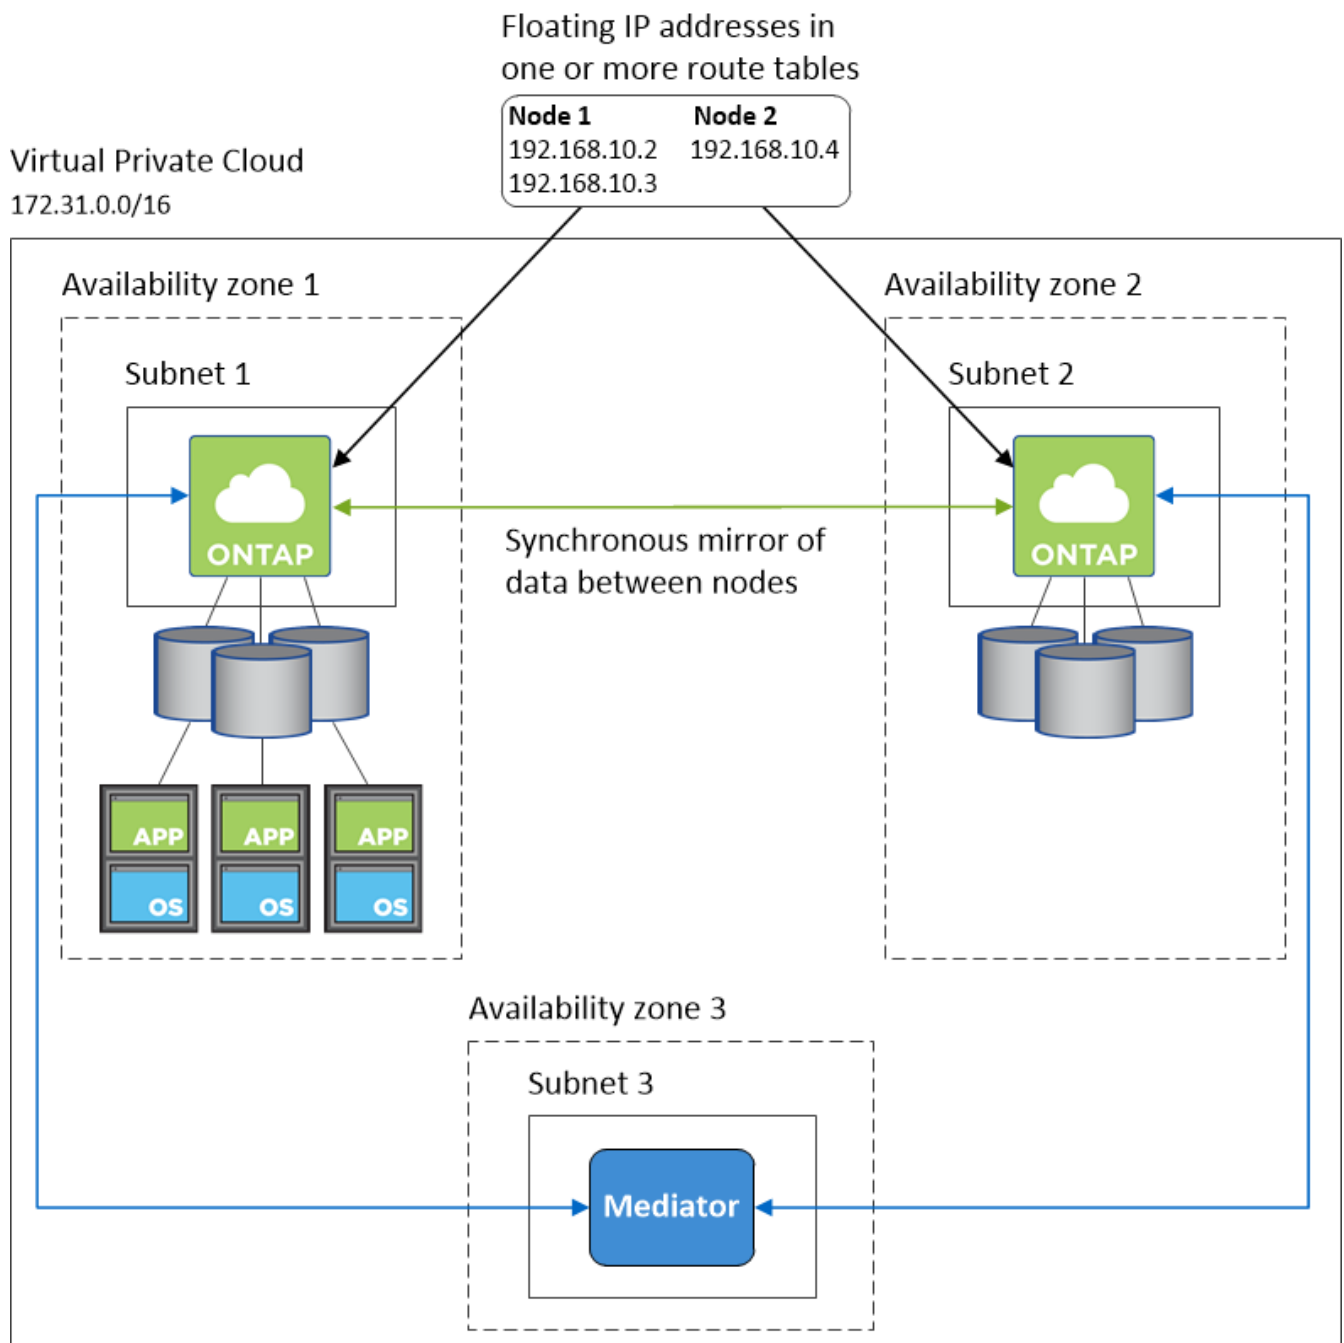 Floating IP addresses in
one or more route tables
Node 1 Node 2
192.168.10.2 192.168.10.4
192.168.10.3
Virtual Private Cloud
172.31.0.0/16
Availability zone 1
Availability zone 2
Subnet 1
Subnet 2
ONTAP
ONTAP
Synchronous mirror of
data between nodes
APP
APP
APP
OS
OS
OS
Availability zone 3
Subnet 3
Mediator